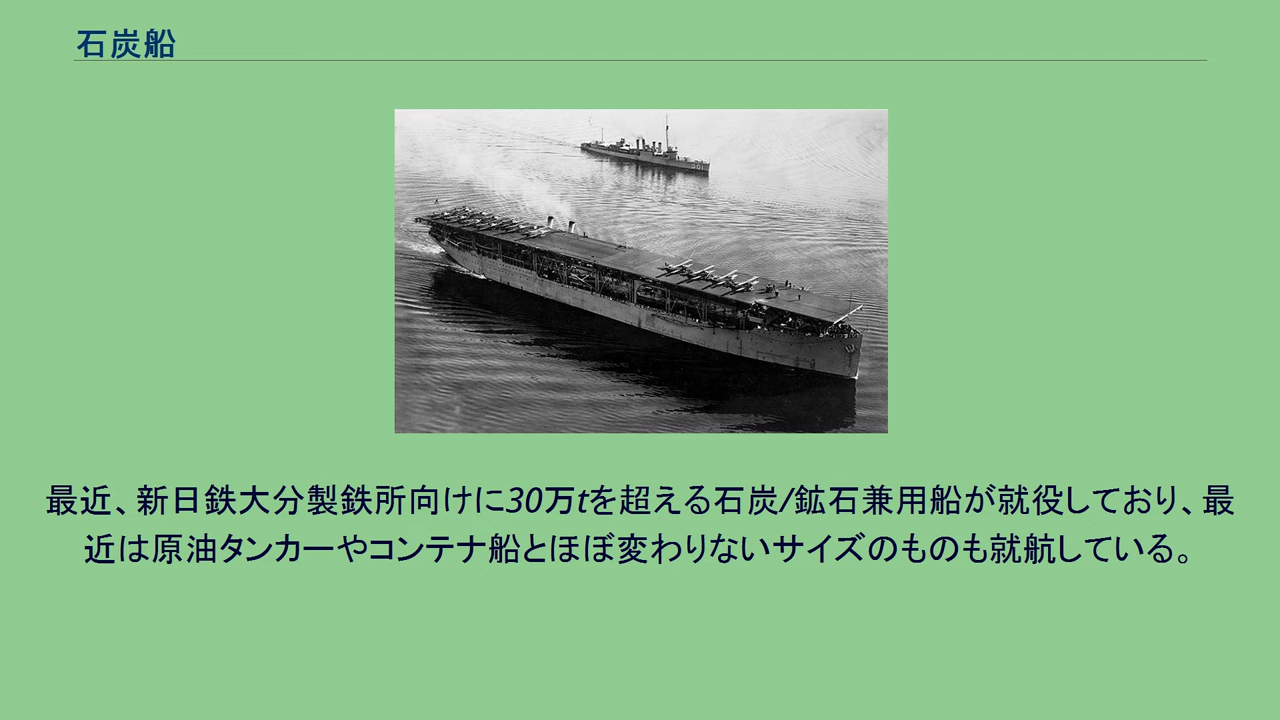 石炭船
301
最近、新日鉄大分製鉄所向けに30万tを超える石炭/鉱石兼用船が就役しており、最
近は原油タンカーやコンテナ船とほぼ変わりないサイズのものも就航している。